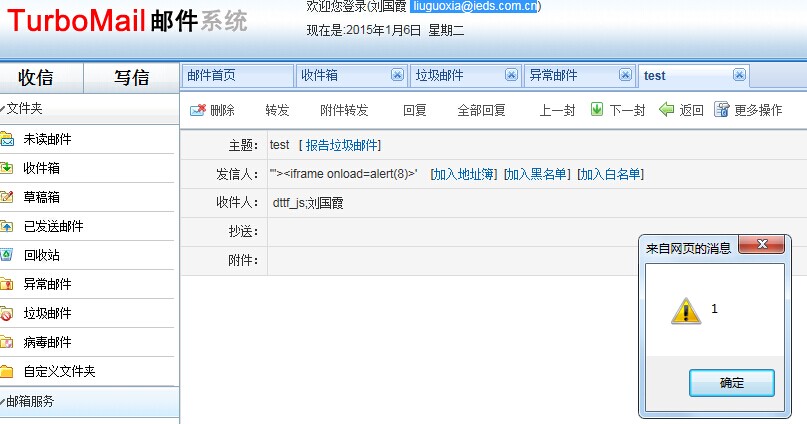 TurboMail 邮件系统
欢迎您登录(刘国霞 liuguoxia@ieds.com.cn)
现在是:2015年1月6日 星期二
收信 写信
邮件首页 收件箱 垃圾邮件 异常邮件 test
文件夹
删除 转发 附件转发 回复 全部回复 上一封 下一封 返回 更多操作
未读邮件
收件箱
草稿箱
已发送邮件
回收站
异常邮件
垃圾邮件
病毒邮件
自定义文件夹
邮箱服务
主题: test [ 报告垃圾邮件]
发信人: "'><iframe onload=alert(8)>' [加入地址簿] [加入黑名单] [加入白名单]
收件人: dttf_js;刘国霞
抄送:
附件:
来自网页的消息
1
确定